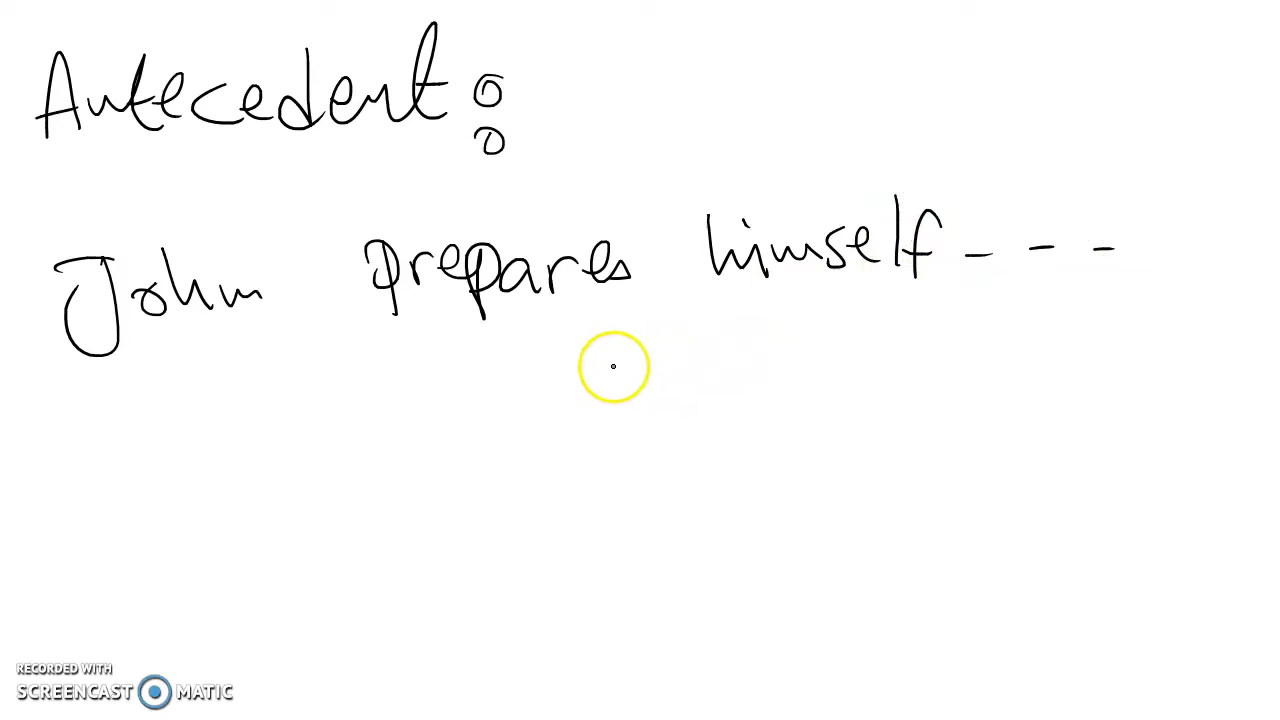 Antecedent:
John prepares himself - - -
RECORDED WITH
SCREENCAST MATIC